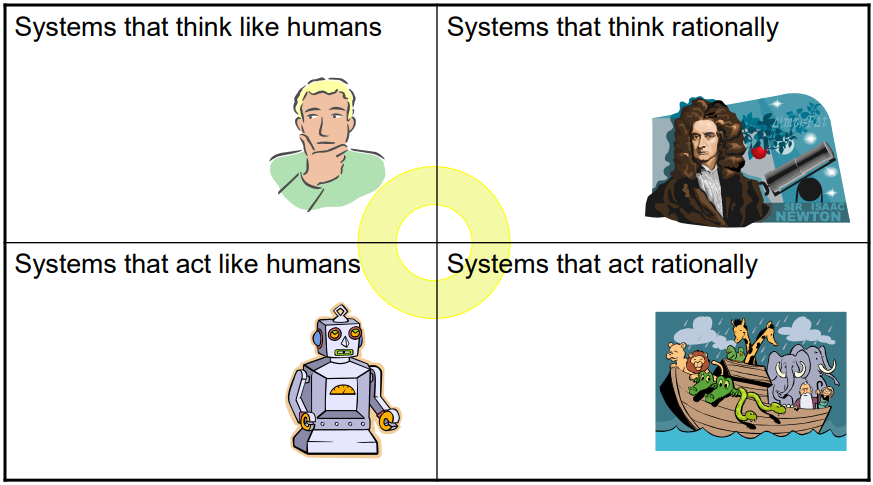 Systems that think like humans
Systems that think rationally
SIR ISAAC
NEWTON
Systems that act like humans
Systems that act rationally